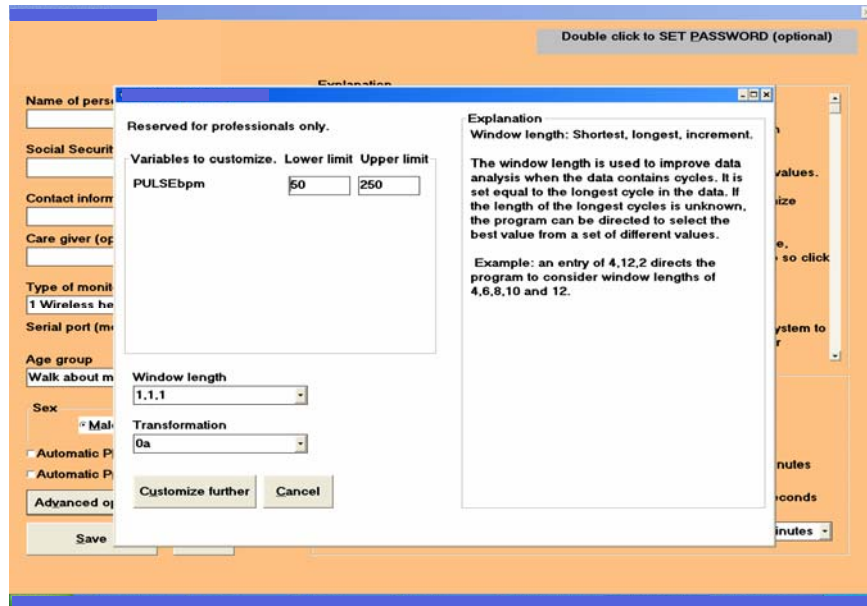 Double click to SET PASSWORD (optional)
Explanation
Name of pers
Reserved for professionals only.
Variables to customize. Lower limit Upper limit
PULSEbpm 50 250
Window length
1,1,1
Transformation
0a
Customize further Cancel
Explanation
Window length: Shortest, longest, increment.
The window length is used to improve data
analysis when the data contains cycles. It is
set equal to the longest cycle in the data. If
the length of the longest cycles is unknown,
the program can be directed to select the
best value from a set of different values.
Example: an entry of 4,12,2 directs the
program to consider window lengths of
4,6,8,10 and 12.
Social Securit
Contact inform
Care giver (op
Type of monit
1 Wireless he
Serial port (m
Age group
Walk about m
Sex
Mal
Automatic P
Automatic P
Advanced op
Save
values.
ize
e,
so click
ystem to
r
nutes
conds
inutes